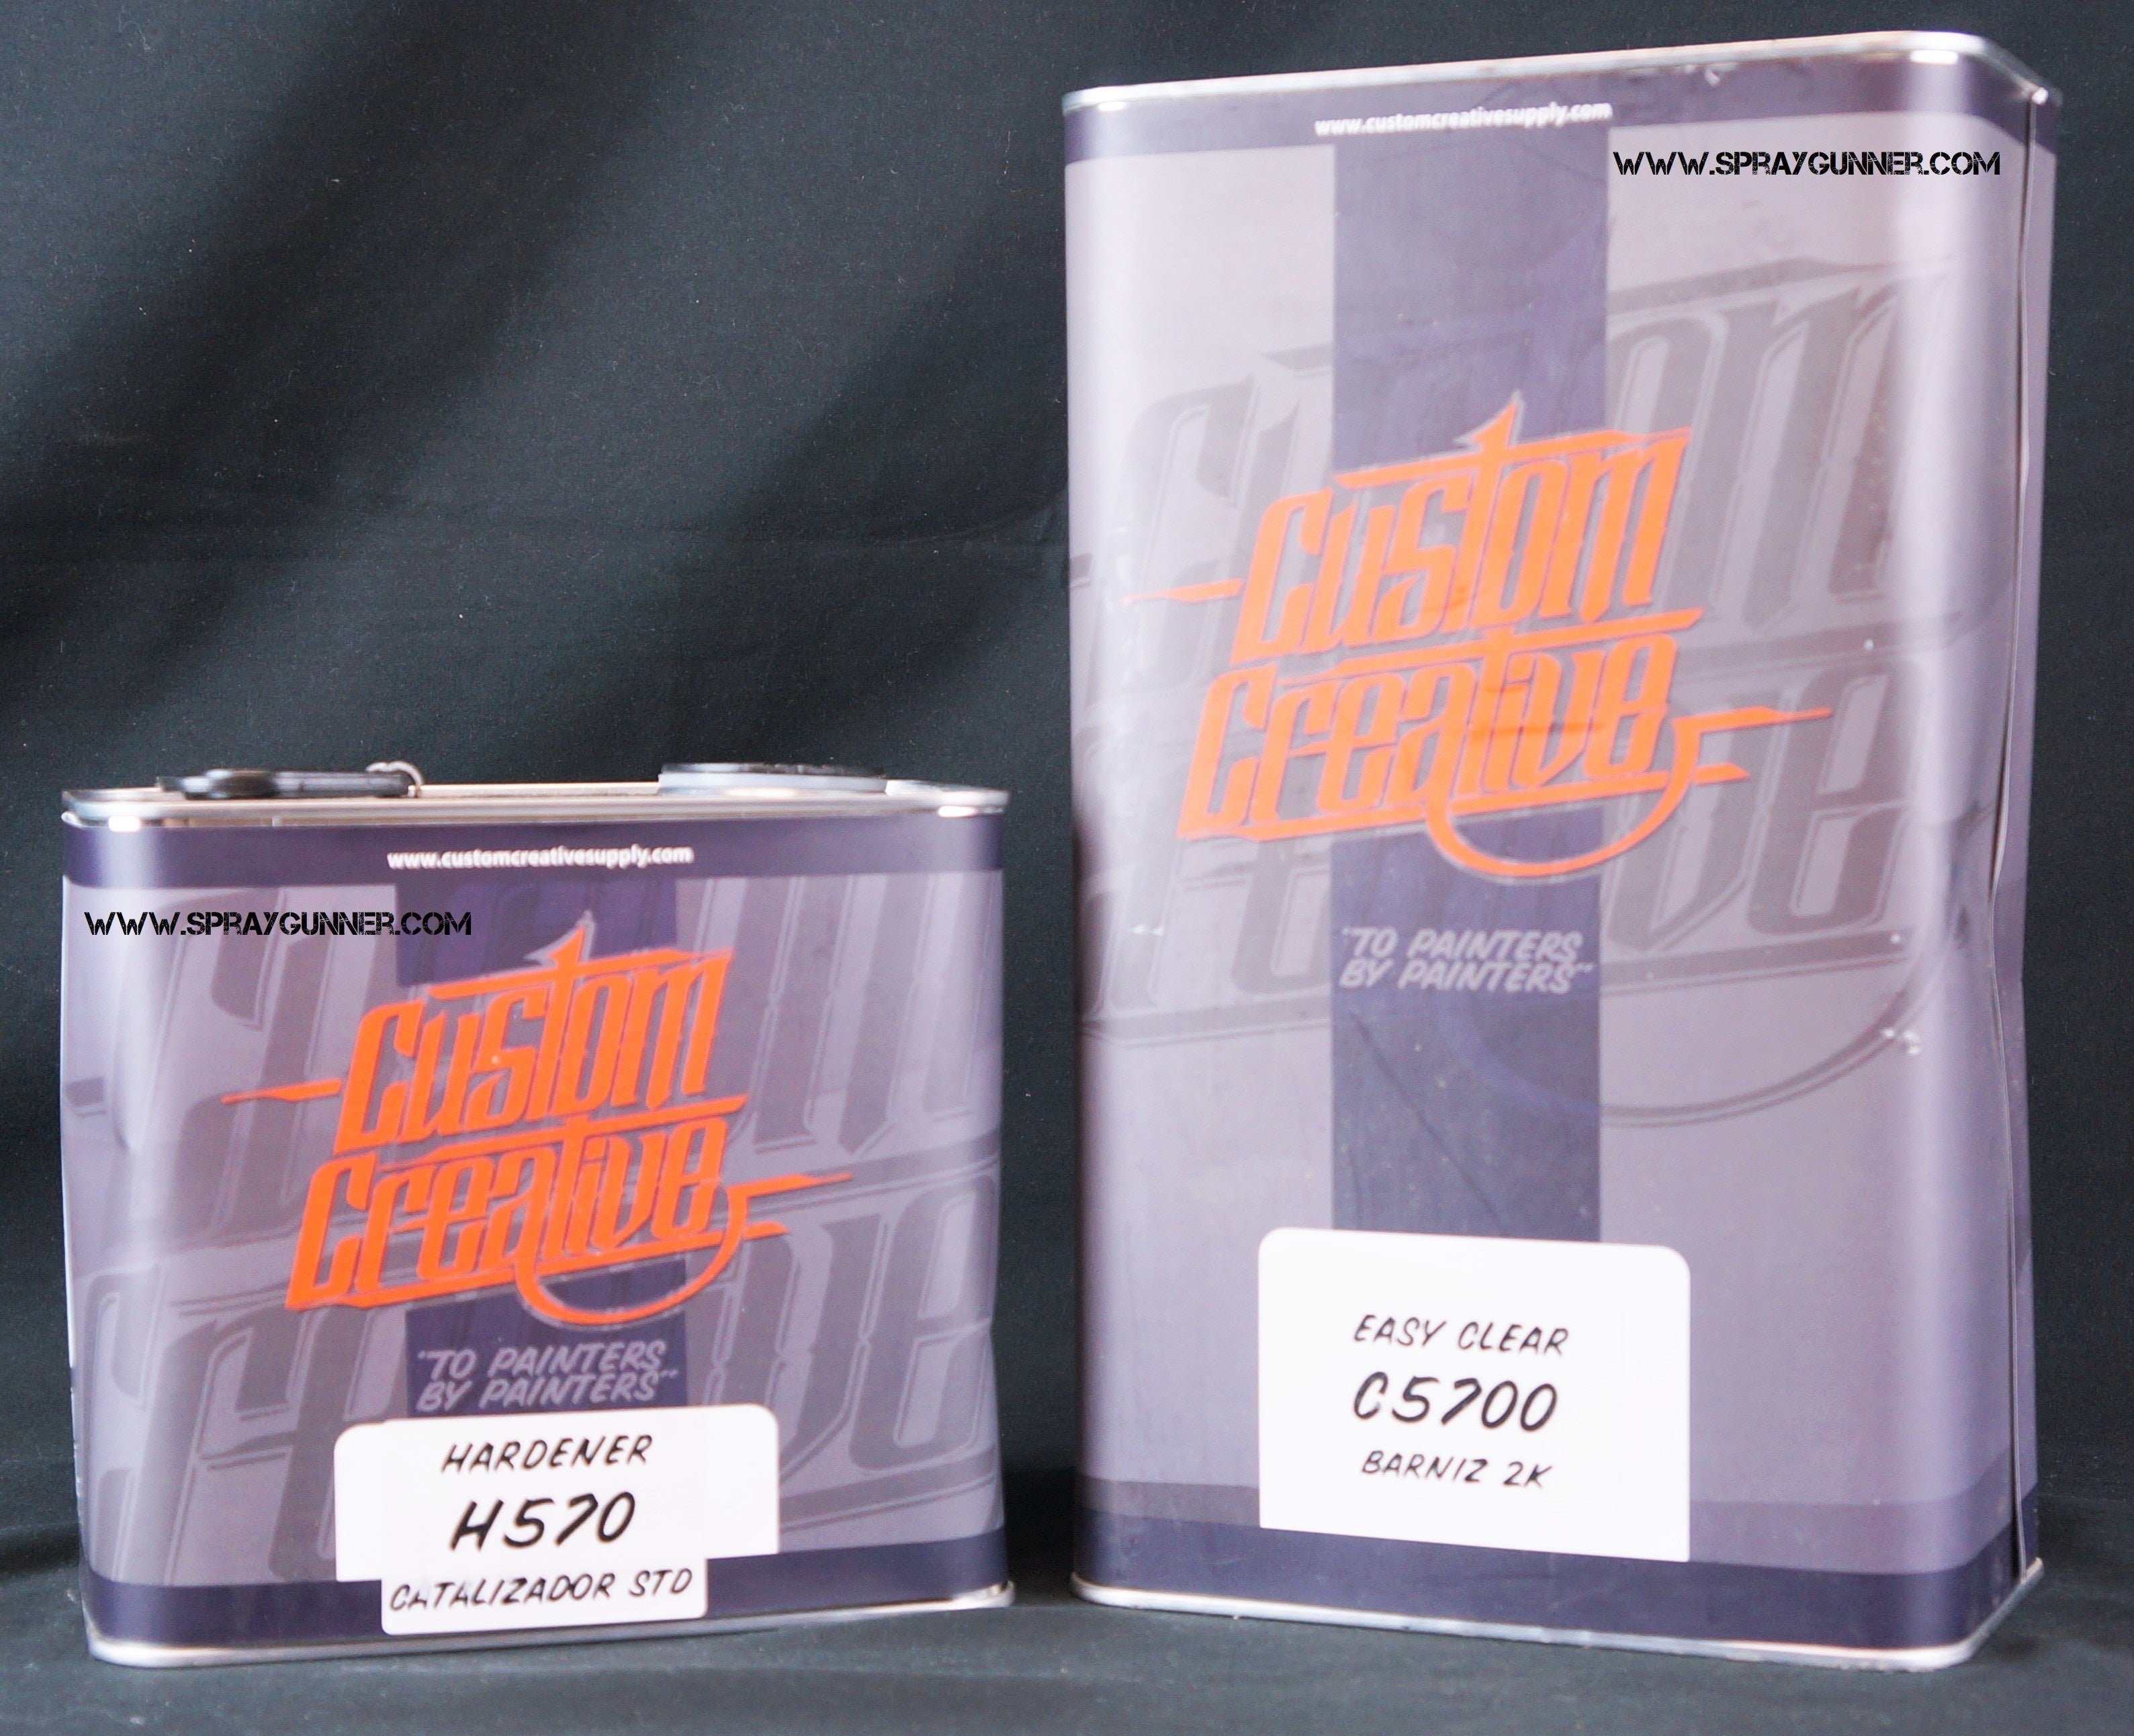 www.customcreativesupply.com
WWW.SPRAYGUNNER.COM
Custom
Creative
"TO PAINTERS
BY PAINTERS"
HARDENER
H570
CATALIZADOR STD
www.customcreativesupply.com
WWW.SPRAYGUNNER.COM
Custom
Creative
"TO PAINTERS
BY PAINTERS"
EASY CLEAR
C5700
BARNIZ 2K